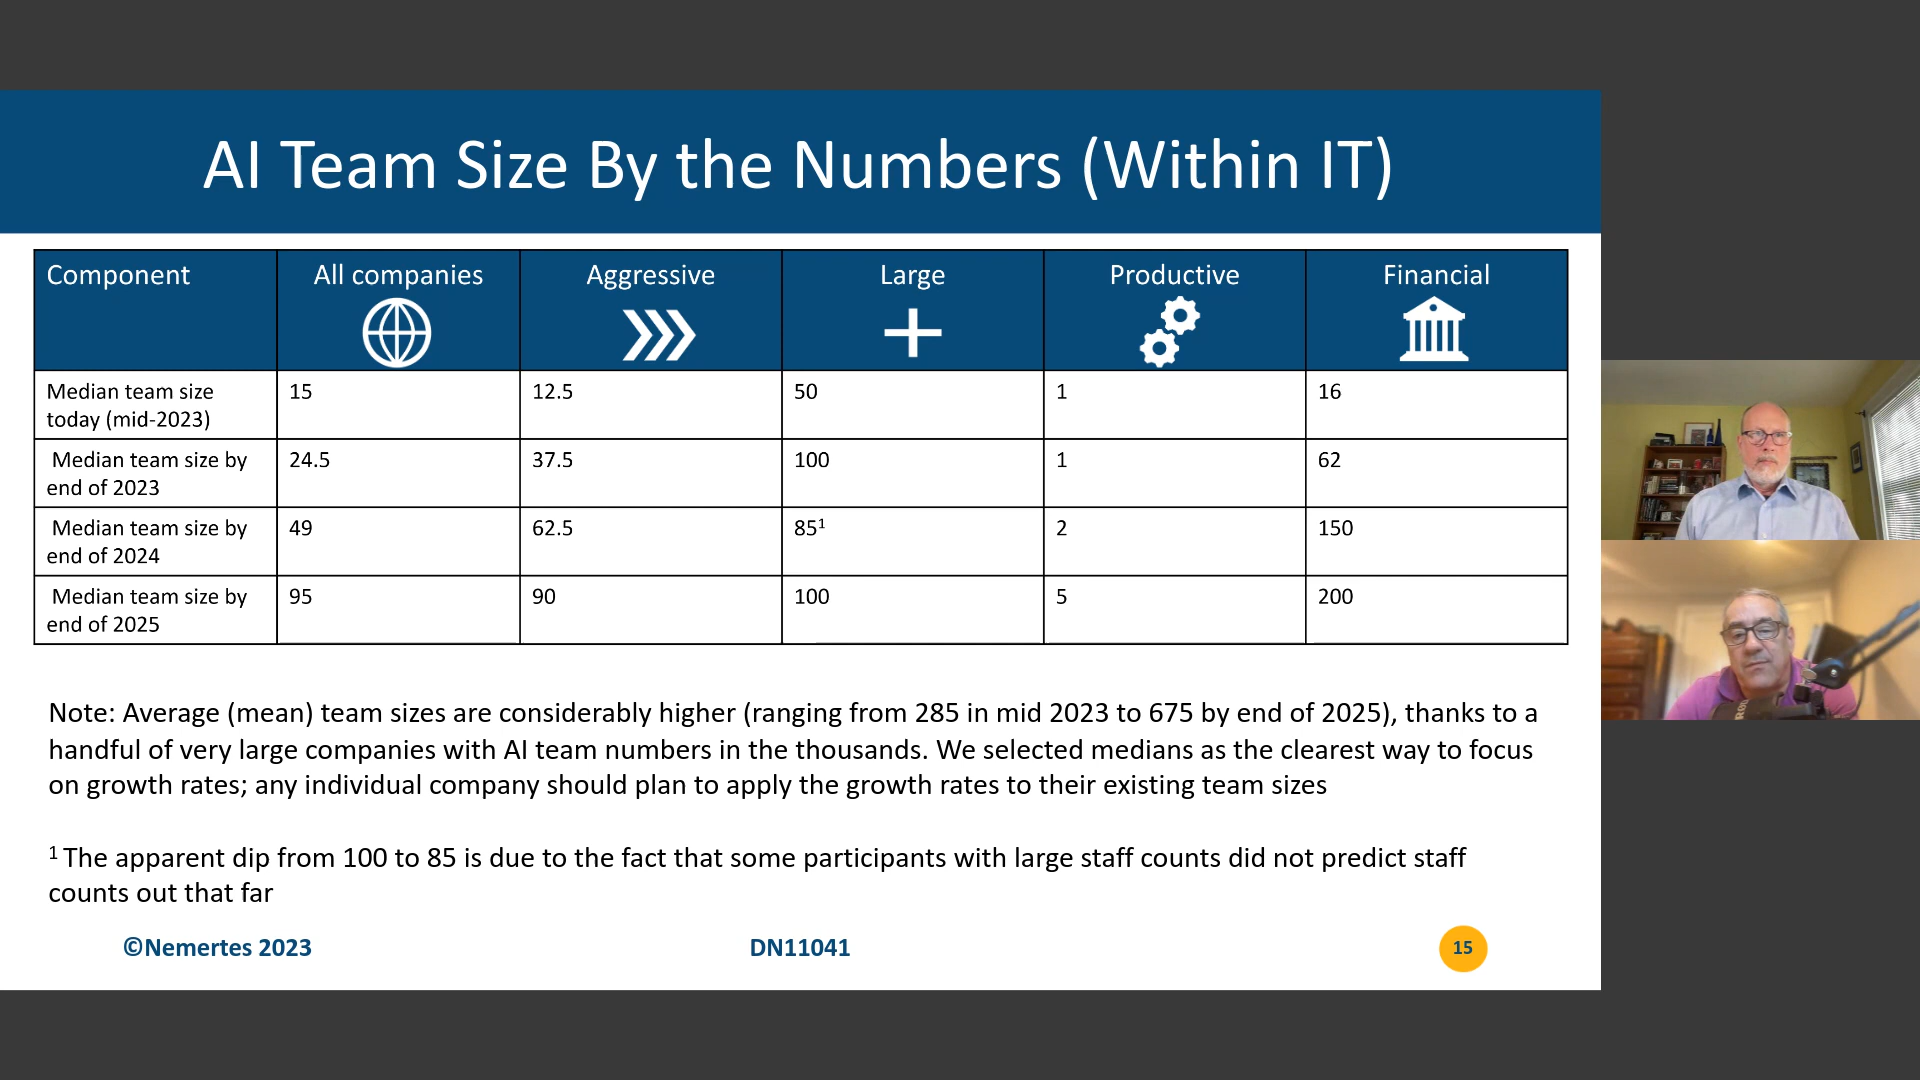 AI Team Size By the Numbers (Within IT)
Component All companies Aggressive Large Productive Financial
Median team size
today (mid-2023) 15 12.5 50 1 16
Median team size by
end of 2023 24.5 37.5 100 1 62
Median team size by
end of 2024 49 62.5 85¹ 2 150
Median team size by
end of 2025 95 90 100 5 200
Note: Average (mean) team sizes are considerably higher (ranging from 285 in mid 2023 to 675 by end of 2025), thanks to a
handful of very large companies with AI team numbers in the thousands. We selected medians as the clearest way to focus
on growth rates; any individual company should plan to apply the growth rates to their existing team sizes
¹ The apparent dip from 100 to 85 is due to the fact that some participants with large staff counts did not predict staff
counts out that far
©Nemertes 2023 DN11041 15